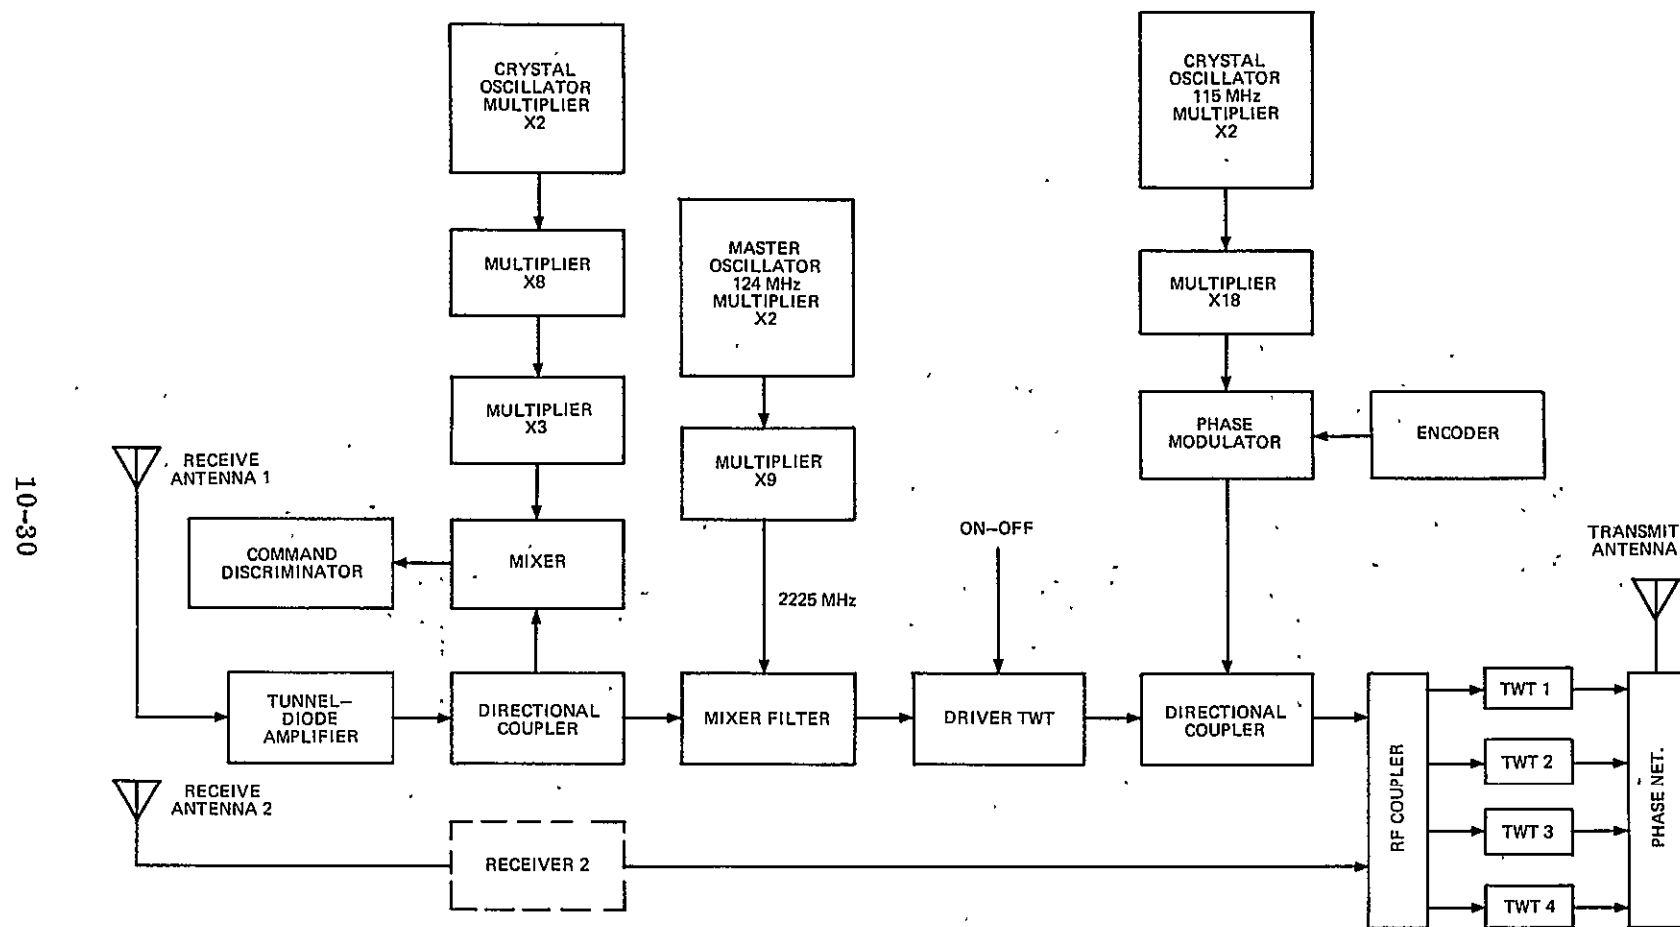 CRYSTAL
OSCILLATOR
MULTIPLIER
X2
CRYSTAL
OSCILLATOR
115 MHz
MULTIPLIER
X2
MULTIPLIER
X8
MASTER
OSCILLATOR
124 MHz
MULTIPLIER
X2
MULTIPLIER
X18
MULTIPLIER
X3
MULTIPLIER
X9
PHASE
MODULATOR
ENCODER
RECEIVE
ANTENNA 1
10-30
COMMAND
DISCRIMINATOR
MIXER
ON–OFF
2225 MHz
TRANSMIT
ANTENNA
TUNNEL–
DIODE
AMPLIFIER
DIRECTIONAL
COUPLER
MIXER FILTER
DRIVER TWT
DIRECTIONAL
COUPLER
RF COUPLER
TWT 1
TWT 2
TWT 3
TWT 4
PHASE NET.
RECEIVE
ANTENNA 2
RECEIVER 2